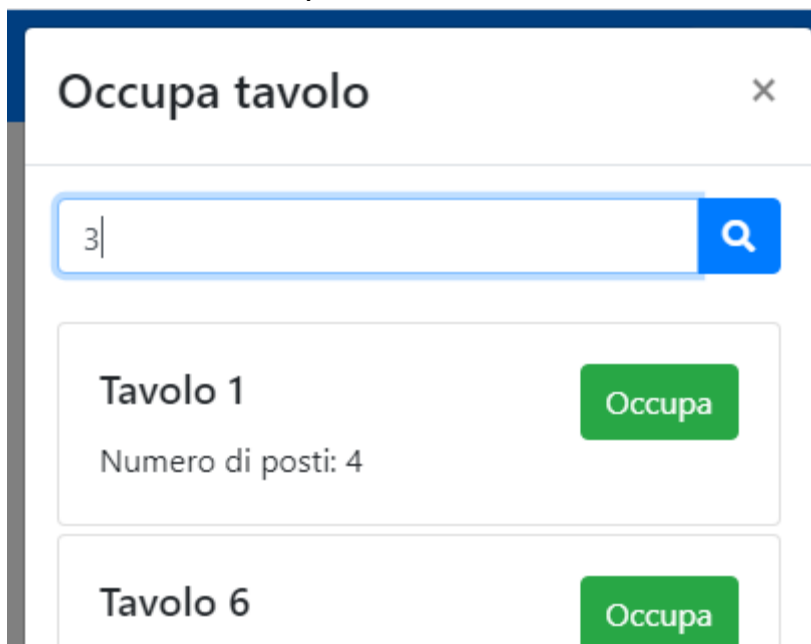 Occupa tavolo ×
3
Tavolo 1
Occupa
Numero di posti: 4
Tavolo 6
Occupa